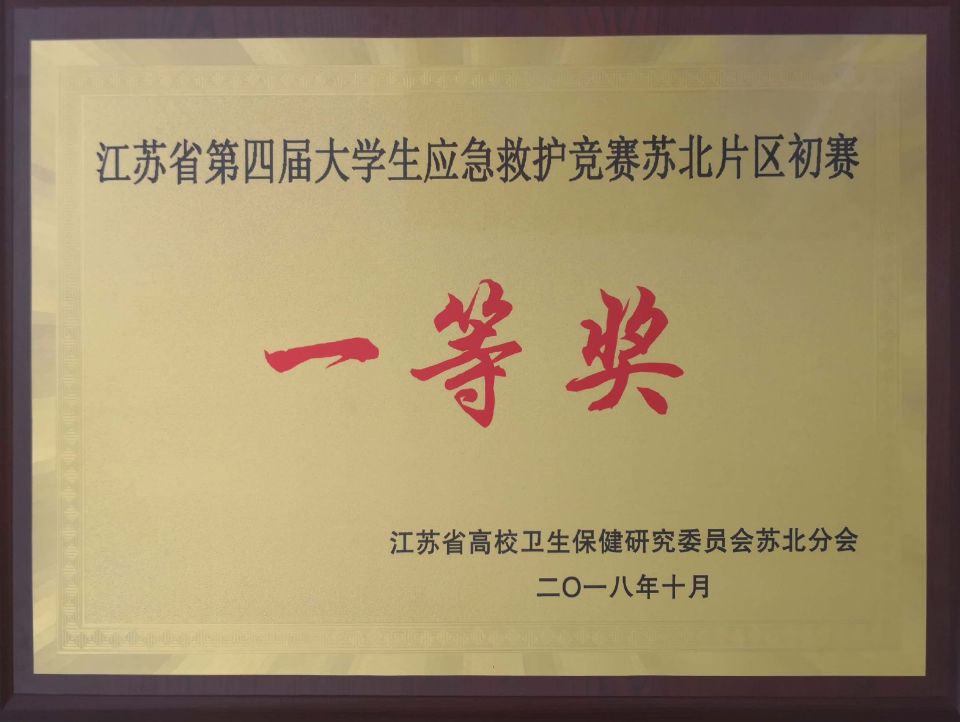 江苏省第四届大学生应急救护竞赛苏北片区初赛
一等奖
江苏省高校卫生保健研究委员会苏北分会
二〇一八年十月